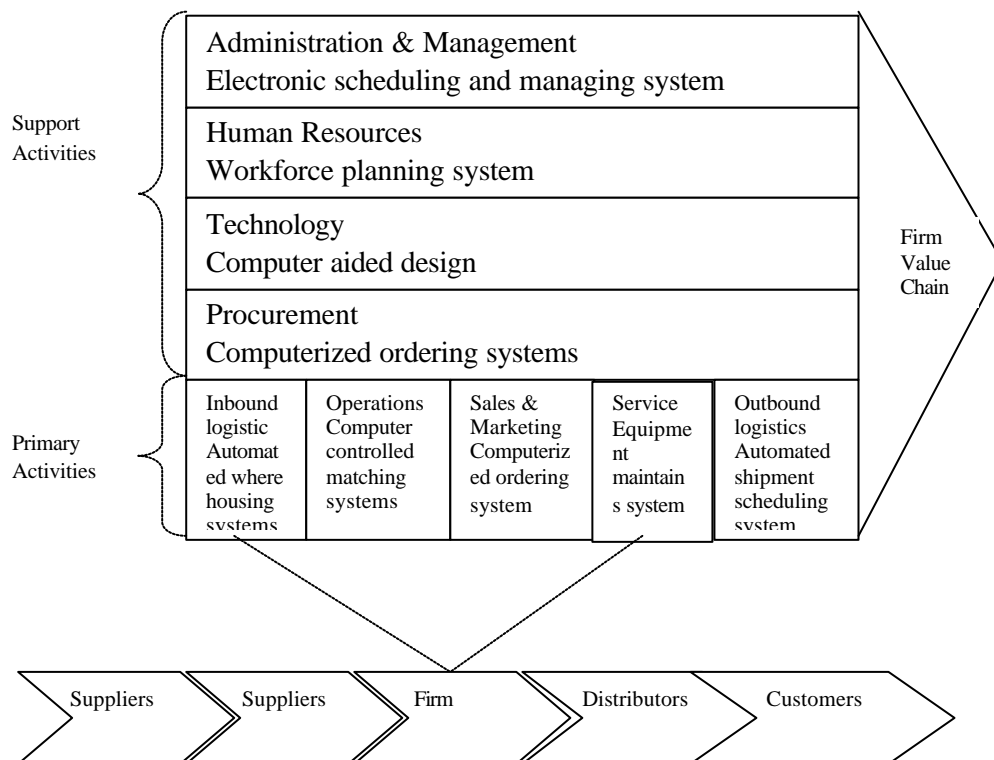 Administration & Management
Electronic scheduling and managing system
Support
Activities
Human Resources
Workforce planning system
Technology
Computer aided design
Firm
Value
Chain
Procurement
Computerized ordering systems
Primary
Activities
Inbound
logistic
Automat
ed where
housing
systems
Operations
Computer
controlled
matching
systems
Sales &
Marketing
Computeriz
ed ordering
system
Service
Equipme
nt
maintain
s system
Outbound
logistics
Automated
shipment
scheduling
system
Suppliers
Suppliers
Firm
Distributors
Customers